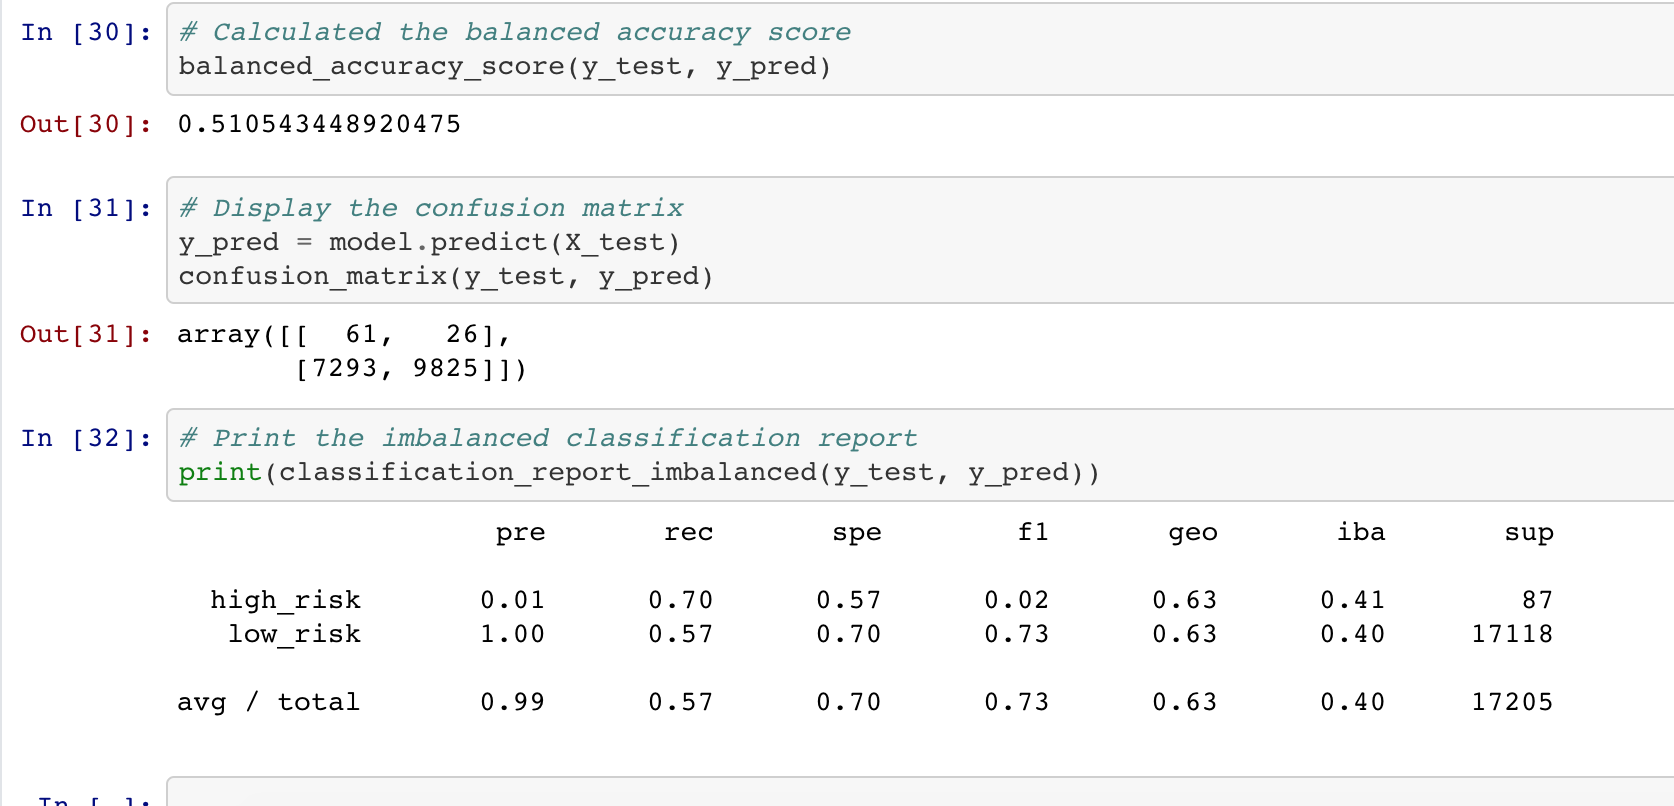 In [30]: # Calculated the balanced accuracy score
balanced_accuracy_score(y_test, y_pred)
Out[30]: 0.510543448920475
In [31]: # Display the confusion matrix
y_pred = model.predict(X_test)
confusion_matrix(y_test, y_pred)
Out[31]: array([[  61,   26],
       [7293, 9825]])
In [32]: # Print the imbalanced classification report
print(classification_report_imbalanced(y_test, y_pred))
pre rec spe f1 geo iba sup
high_risk 0.01 0.70 0.57 0.02 0.63 0.41 87
low_risk 1.00 0.57 0.70 0.73 0.63 0.40 17118
avg / total 0.99 0.57 0.70 0.73 0.63 0.40 17205
In [ ]: